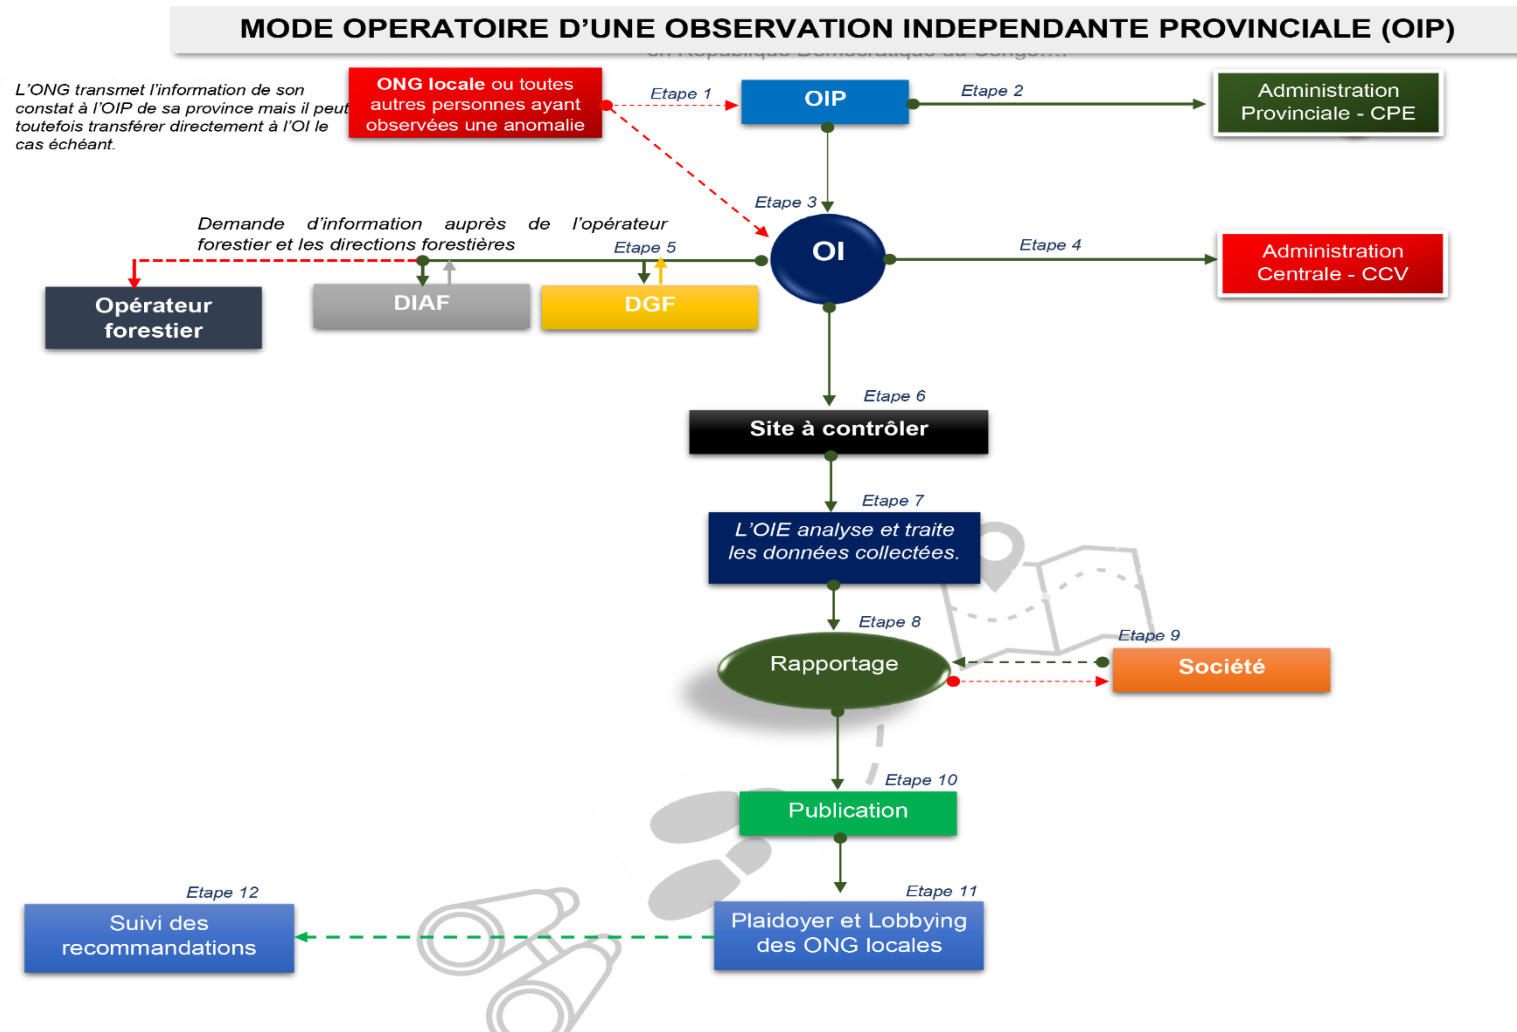 MODE OPERATOIRE D'UNE OBSERVATION INDEPENDANTE PROVINCIALE (OIP)
en République Démocratique du Congo….
L'ONG transmet l'information de son
constat à l'OIP de sa province mais il peut
toutefois transférer directement à l'OI le
cas échéant.
ONG locale ou toutes
autres personnes ayant
observées une anomalie
Etape 1
OIP
Etape 2
Administration
Provinciale - CPE
Etape 3
Demande d'information auprès de l'opérateur
forestier et les directions forestières
Etape 5
OI
Etape 4
Administration
Centrale - CCV
Opérateur
forestier
DIAF
DGF
Etape 6
Site à contrôler
Etape 7
L'OIE analyse et traite
les données collectées.
Etape 8
Rapportage
Etape 9
Société
Etape 10
Publication
Etape 11
Plaidoyer et Lobbying
des ONG locales
Etape 12
Suivi des
recommandations